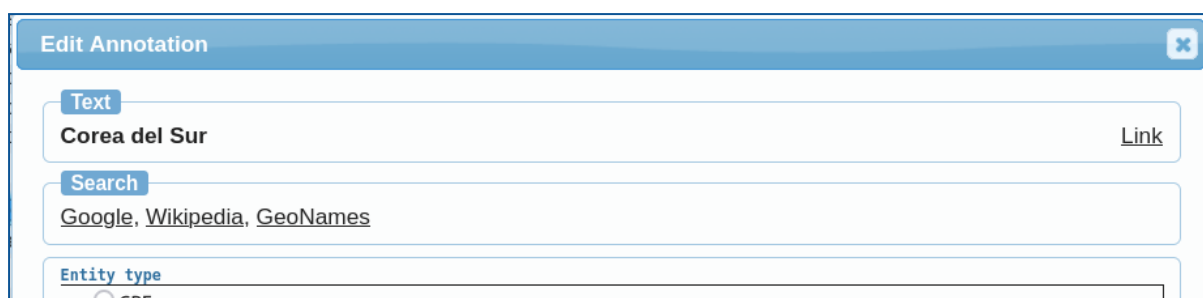 Edit Annotation
Text
Corea del Sur Link
Search
Google, Wikipedia, GeoNames
Entity type